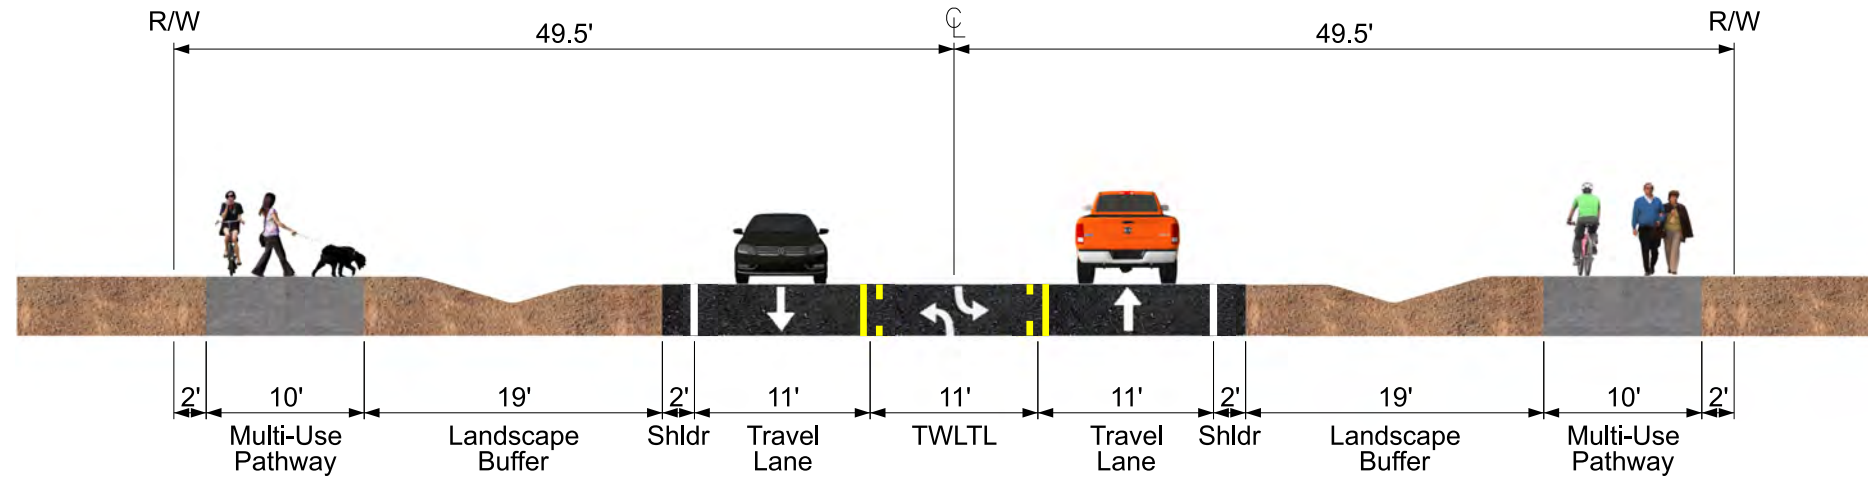 R/W
℄
R/W
49.5'
49.5'
2'
10'
19'
2'
11'
11'
11'
2'
19'
10'
2'
Multi-Use
Pathway
Landscape
Buffer
Shldr
Travel
Lane
TWLTL
Travel
Lane
Shldr
Landscape
Buffer
Multi-Use
Pathway